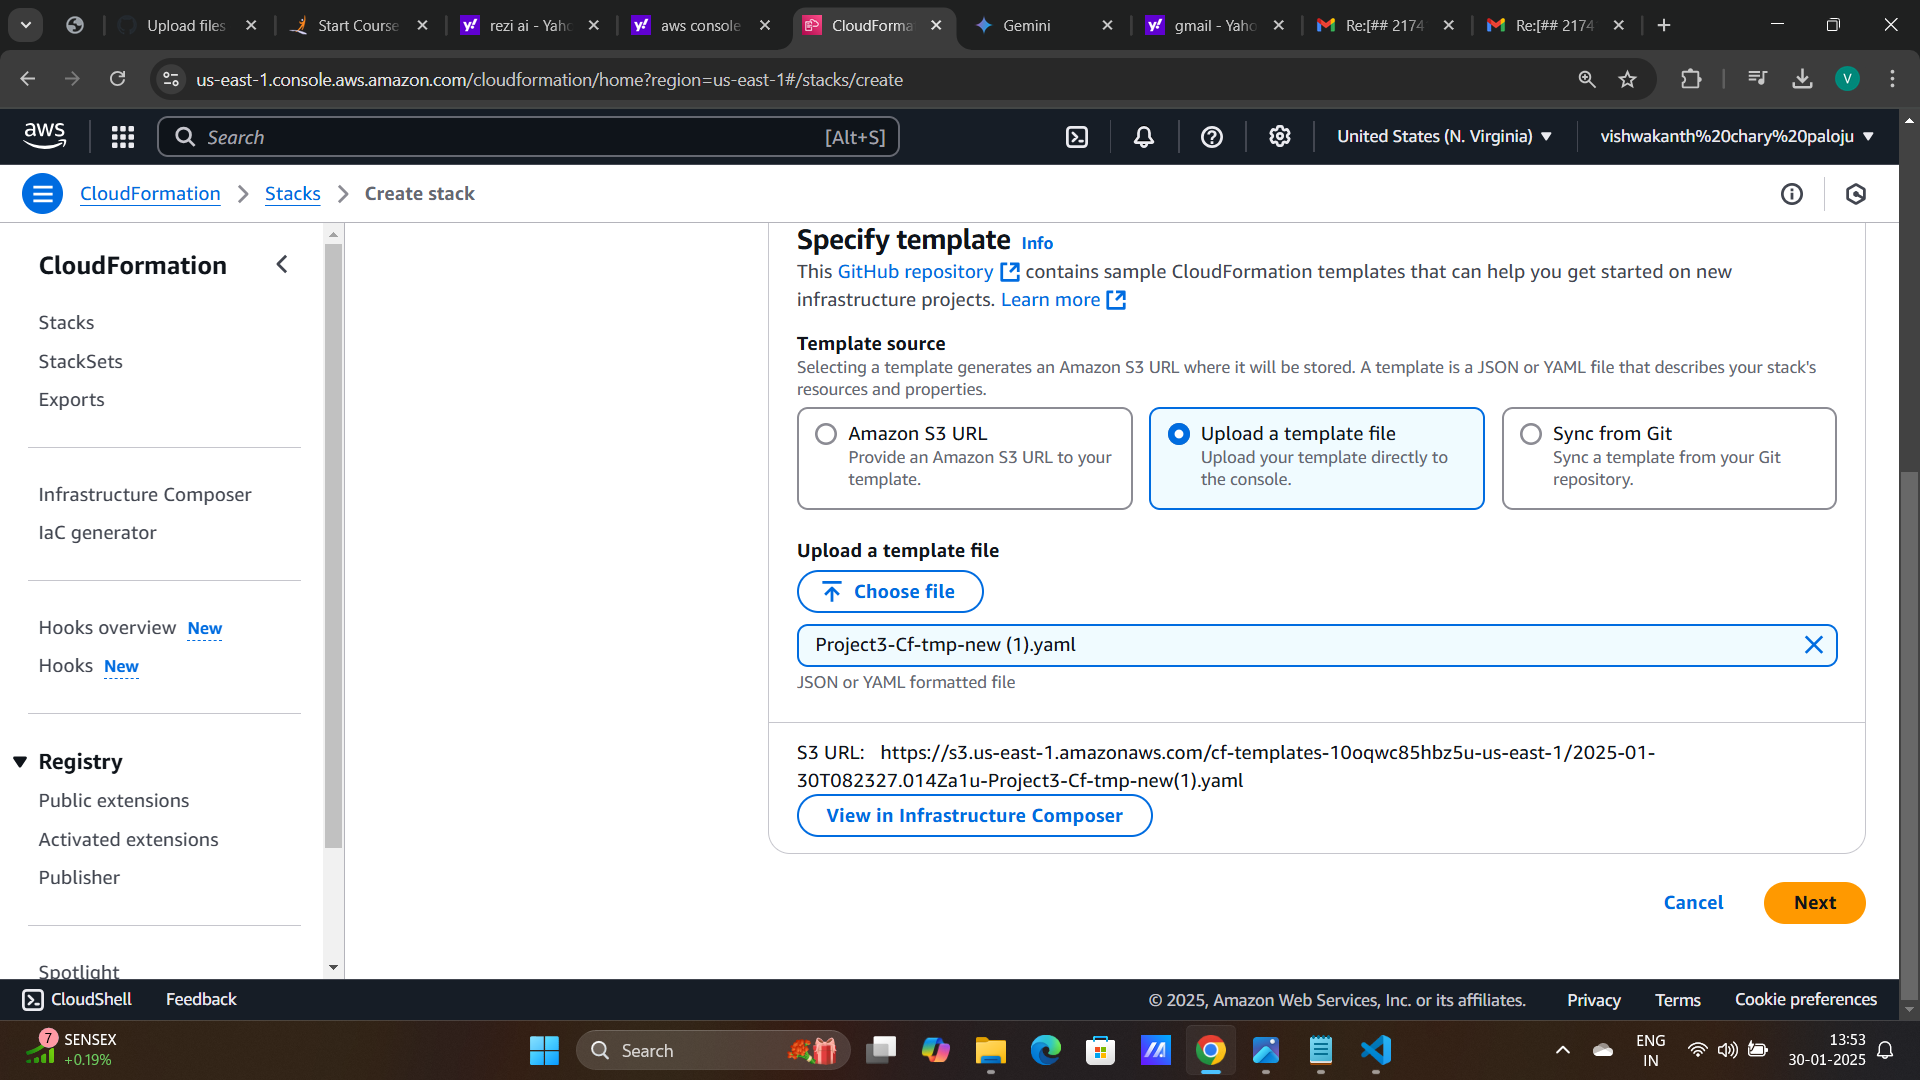 Upload files
Start Course
rezi ai - Yah
aws console
CloudForma
Gemini
gmail - Yaho
Re:[## 2174
Re:[## 2174
us-east-1.console.aws.amazon.com/cloudformation/home?region=us-east-1#/stacks/create
V
aws
Search
[Alt+S]
United States (N. Virginia)
vishwakanth%20chary%20paloju
CloudFormation
Stacks
Create stack
CloudFormation
Stacks
StackSets
Exports
Infrastructure Composer
IaC generator
Hooks overview New
Hooks New
Registry
Public extensions
Activated extensions
Publisher
Spotlight
Specify template Info
This GitHub repository contains sample CloudFormation templates that can help you get started on new
infrastructure projects. Learn more
Template source
Selecting a template generates an Amazon S3 URL where it will be stored. A template is a JSON or YAML file that describes your stack's
resources and properties.
Amazon S3 URL
Provide an Amazon S3 URL to your
template.
Upload a template file
Upload your template directly to
the console.
Sync from Git
Sync a template from your Git
repository.
Upload a template file
Choose file
Project3-Cf-tmp-new (1).yaml
JSON or YAML formatted file
S3 URL: https://s3.us-east-1.amazonaws.com/cf-templates-10oqwc85hbz5u-us-east-1/2025-01-
30T082327.014Za1u-Project3-Cf-tmp-new(1).yaml
View in Infrastructure Composer
Cancel
Next
CloudShell
Feedback
© 2025, Amazon Web Services, Inc. or its affiliates.
Privacy
Terms
Cookie preferences
7
SENSEX
+0.19%
Search
ENG
IN
13:53
30-01-2025